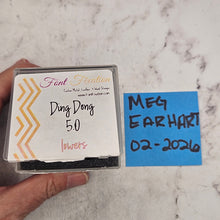 Font Fixation
Ding Dong
5.0
lowers
MEG
EARHART
02-2026